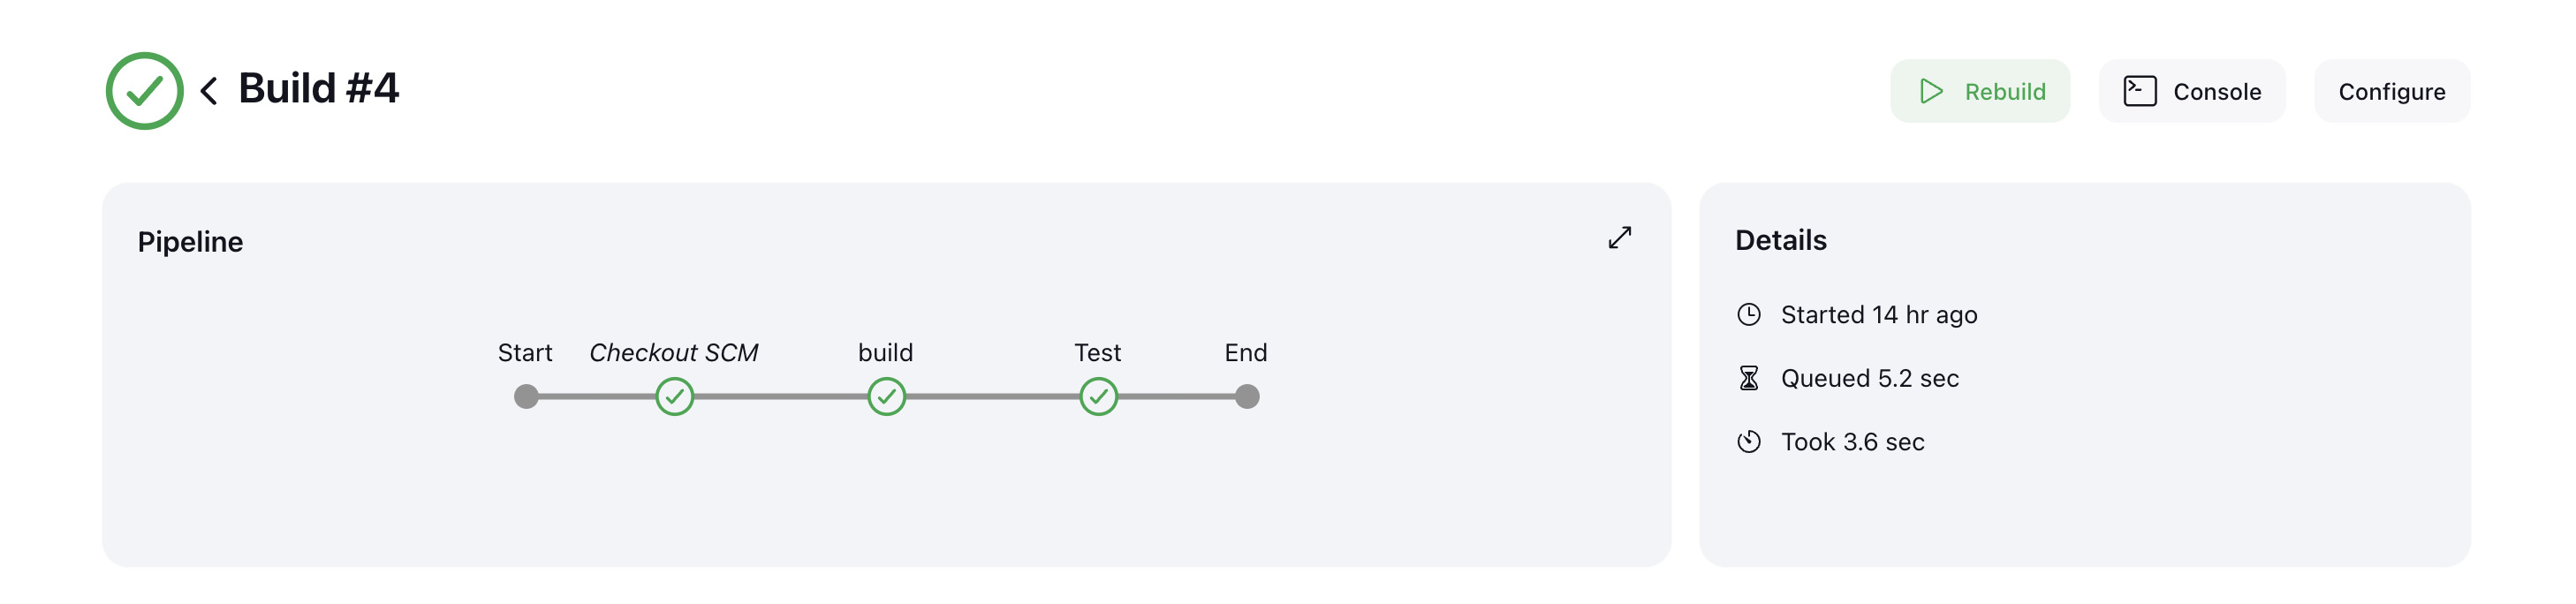 Build #4
Rebuild
Console
Configure
Pipeline
Start
Checkout SCM
build
Test
End
Details
Started 14 hr ago
Queued 5.2 sec
Took 3.6 sec